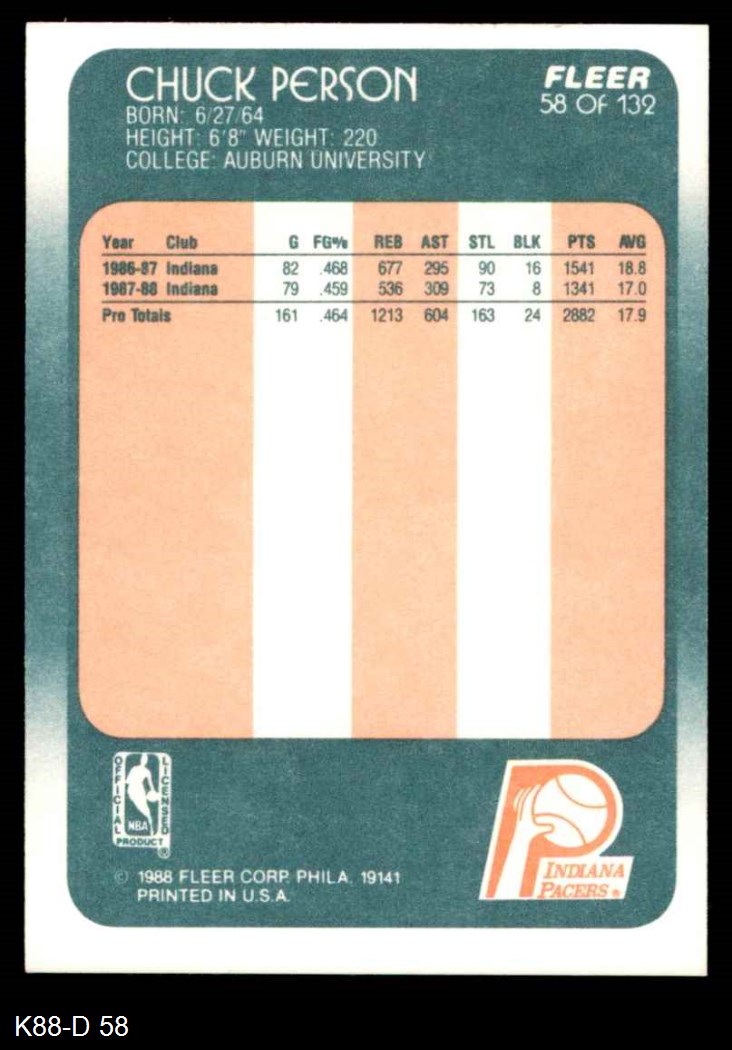 CHUCK PERSON
BORN: 6/27/64
HEIGHT: 6'8" WEIGHT: 220
COLLEGE: AUBURN UNIVERSITY
FLEER
58 OF 132
Year Club G FG% REB AST STL BLK PTS AVG
1986-87 Indiana 82 .468 677 295 90 16 1541 18.8
1987-88 Indiana 79 .459 536 309 73 8 1341 17.0
Pro Totals 161 .464 1213 604 163 24 2882 17.9
OFFICIAL
LICENSED
NBA
PRODUCT
®
© 1988 FLEER CORP. PHILA. 19141
PRINTED IN U.S.A.
INDIANA
PACERS ®
K88-D 58